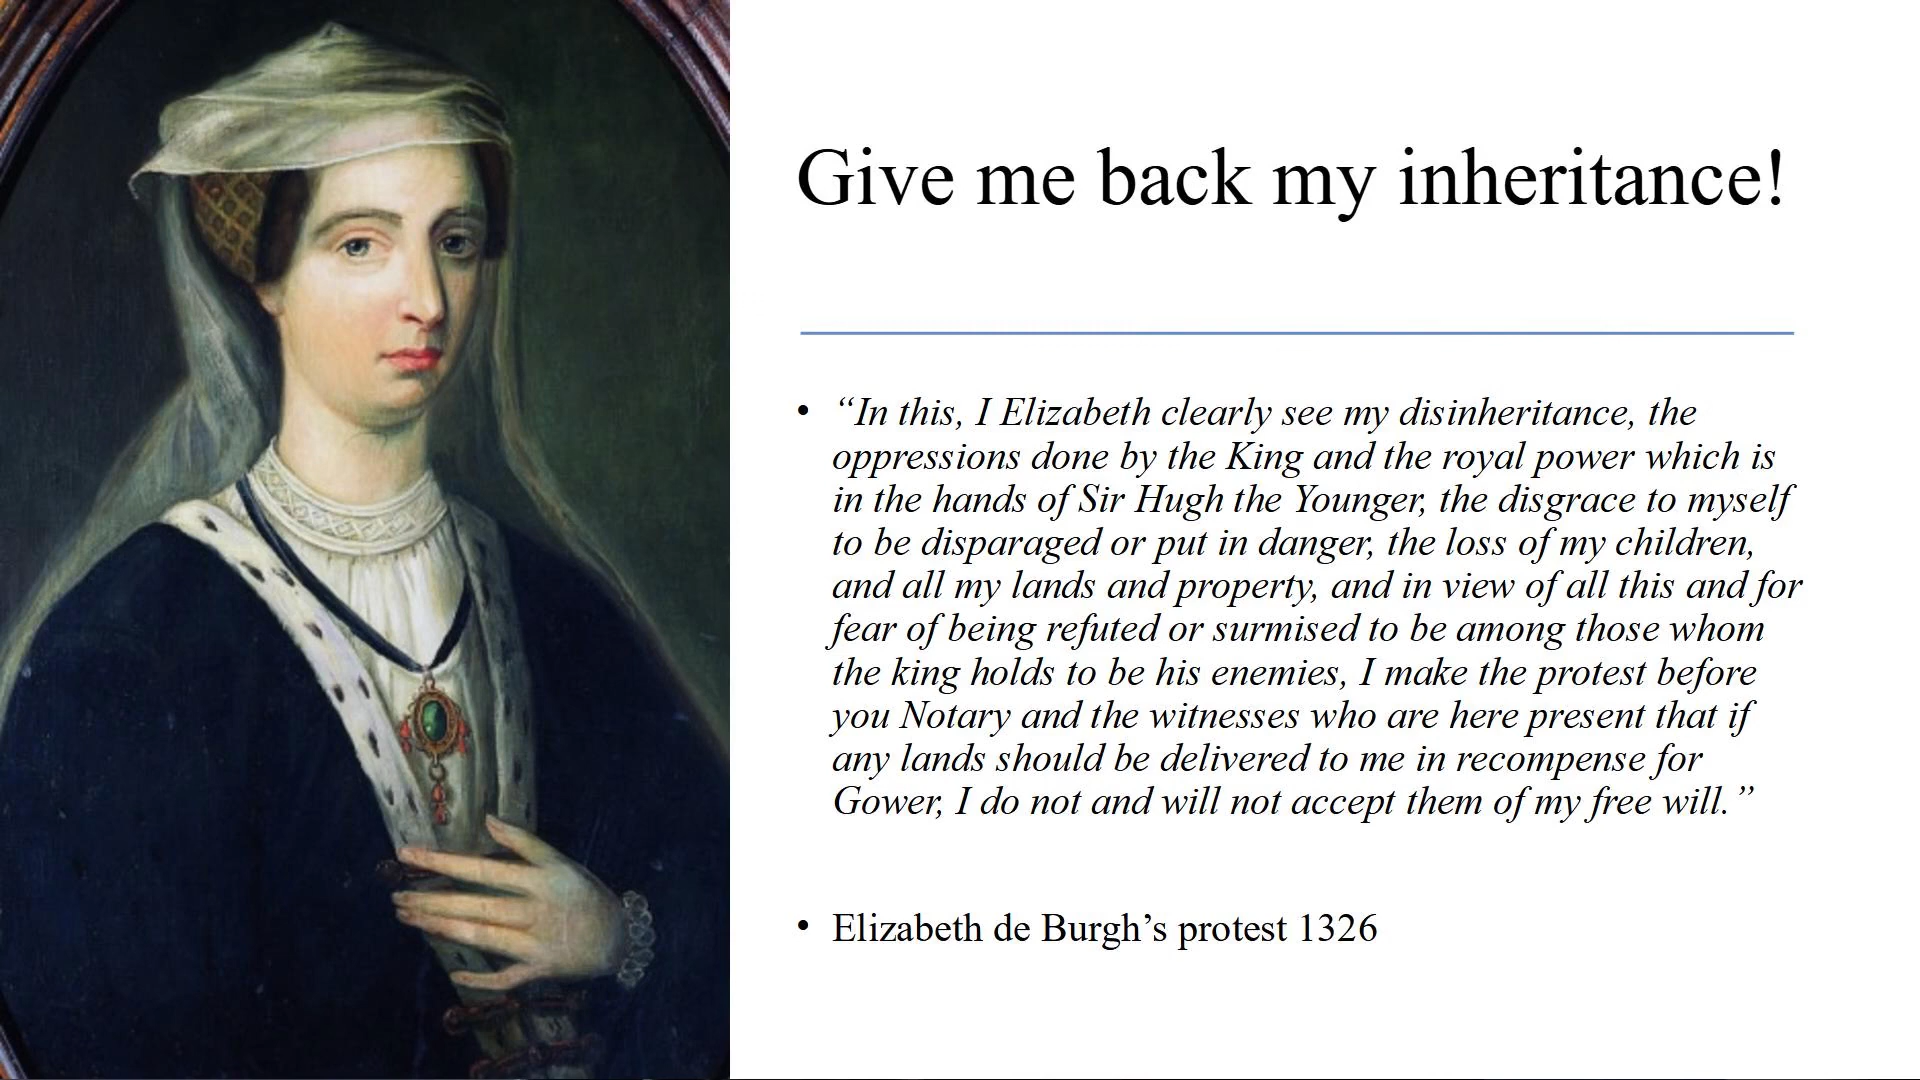 Give me back my inheritance!
• “In this, I Elizabeth clearly see my disinheritance, the
oppressions done by the King and the royal power which is
in the hands of Sir Hugh the Younger, the disgrace to myself
to be disparaged or put in danger, the loss of my children,
and all my lands and property, and in view of all this and for
fear of being refuted or surmised to be among those whom
the king holds to be his enemies, I make the protest before
you Notary and the witnesses who are here present that if
any lands should be delivered to me in recompense for
Gower, I do not and will not accept them of my free will.”
• Elizabeth de Burgh’s protest 1326